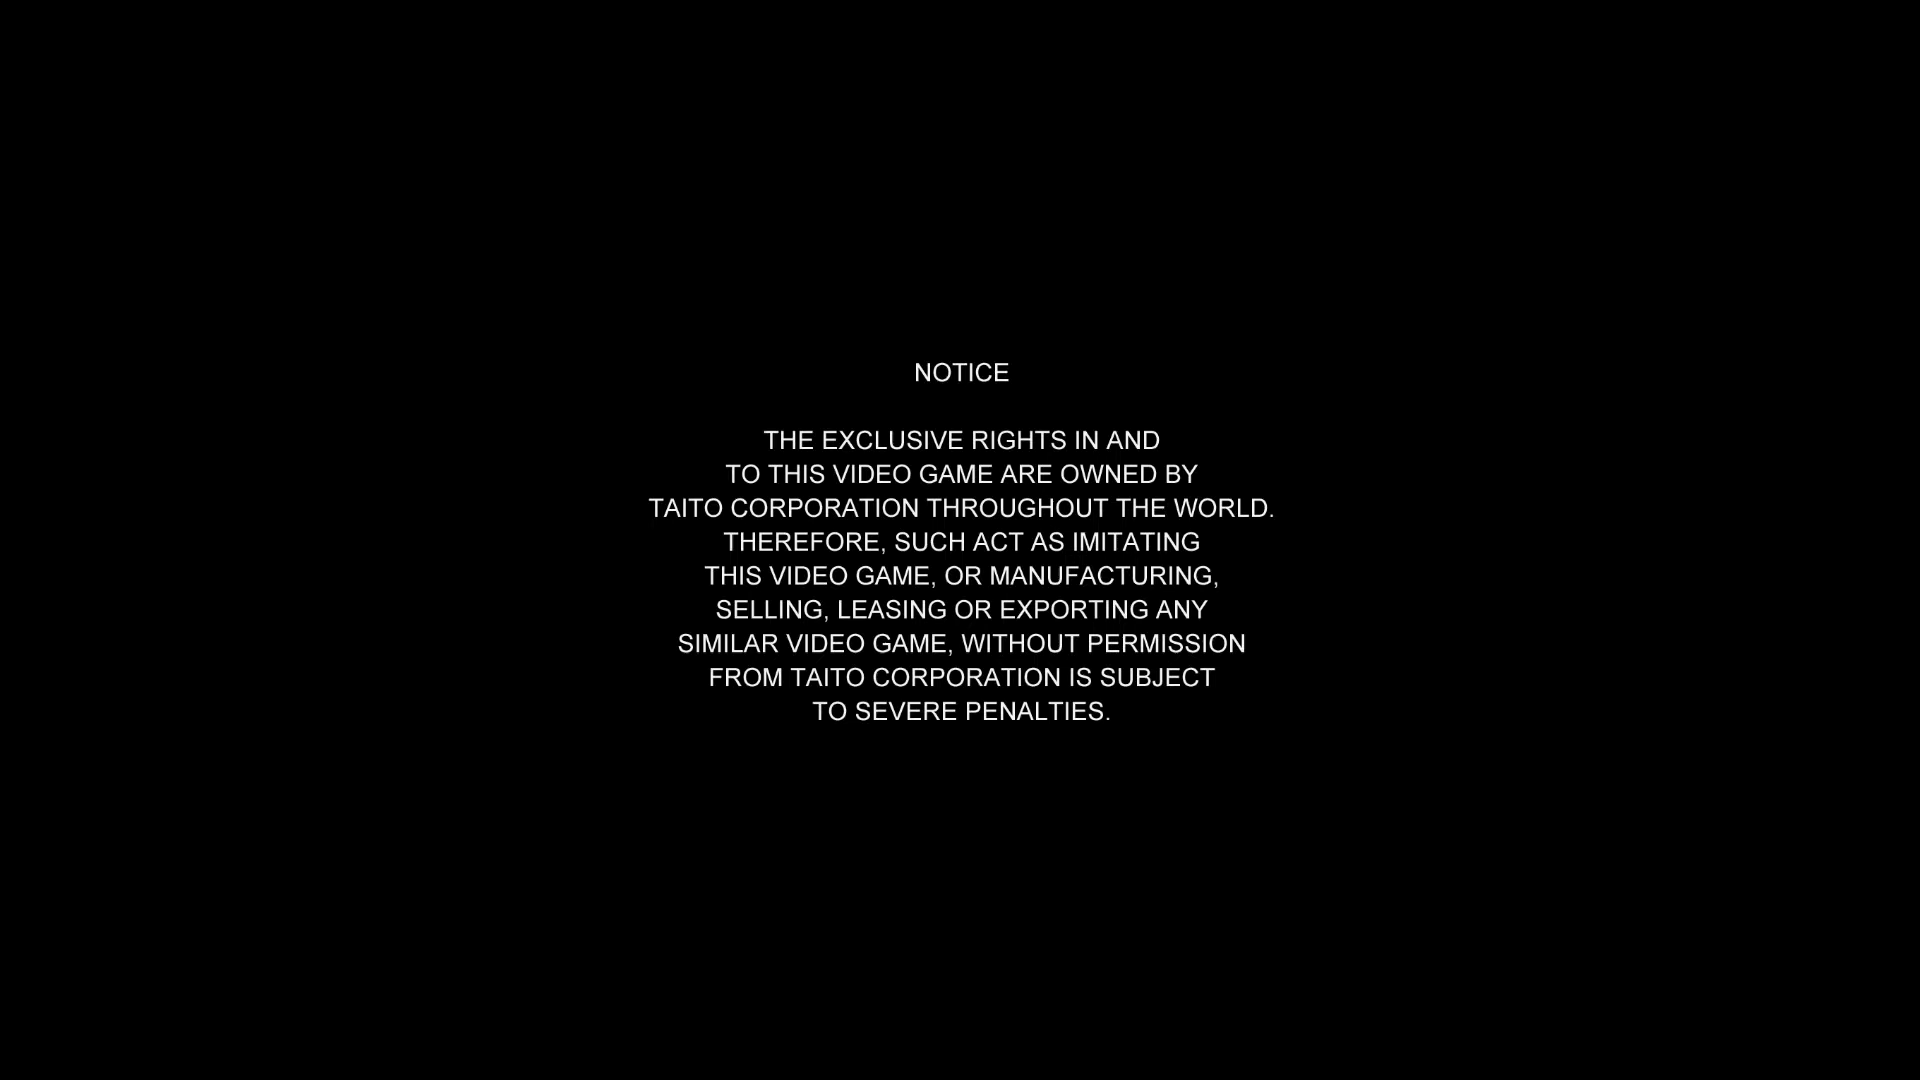 NOTICE
THE EXCLUSIVE RIGHTS IN AND
TO THIS VIDEO GAME ARE OWNED BY
TAITO CORPORATION THROUGHOUT THE WORLD.
THEREFORE, SUCH ACT AS IMITATING
THIS VIDEO GAME, OR MANUFACTURING,
SELLING, LEASING OR EXPORTING ANY
SIMILAR VIDEO GAME, WITHOUT PERMISSION
FROM TAITO CORPORATION IS SUBJECT
TO SEVERE PENALTIES.